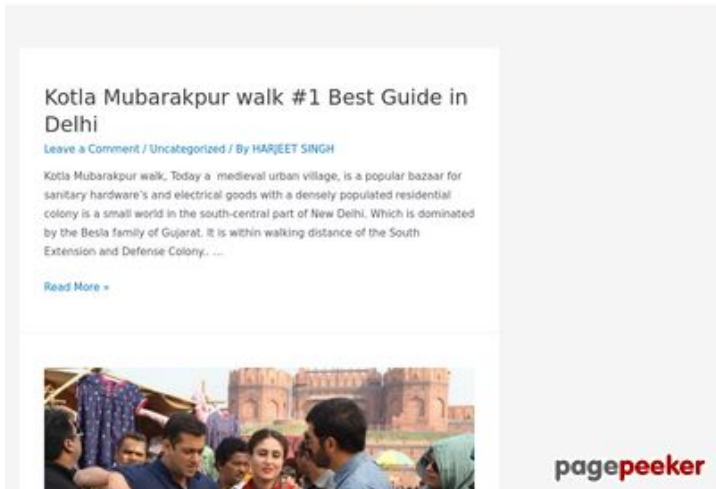 Kotla Mubarakpur walk #1 Best Guide in
Delhi
Leave a Comment / Uncategorized / By HARJEET SINGH
Kotla Mubarakpur walk, Today a  medieval urban village, is a popular bazaar for
sanitary hardware's and electrical goods with a densely populated residential
colony is a small world in the south-central part of New Delhi. Which is dominated
by the Besla family of Gujarat. It is within walking distance of the South
Extension and Defense Colony.. ...
Read More »
pagepeeker